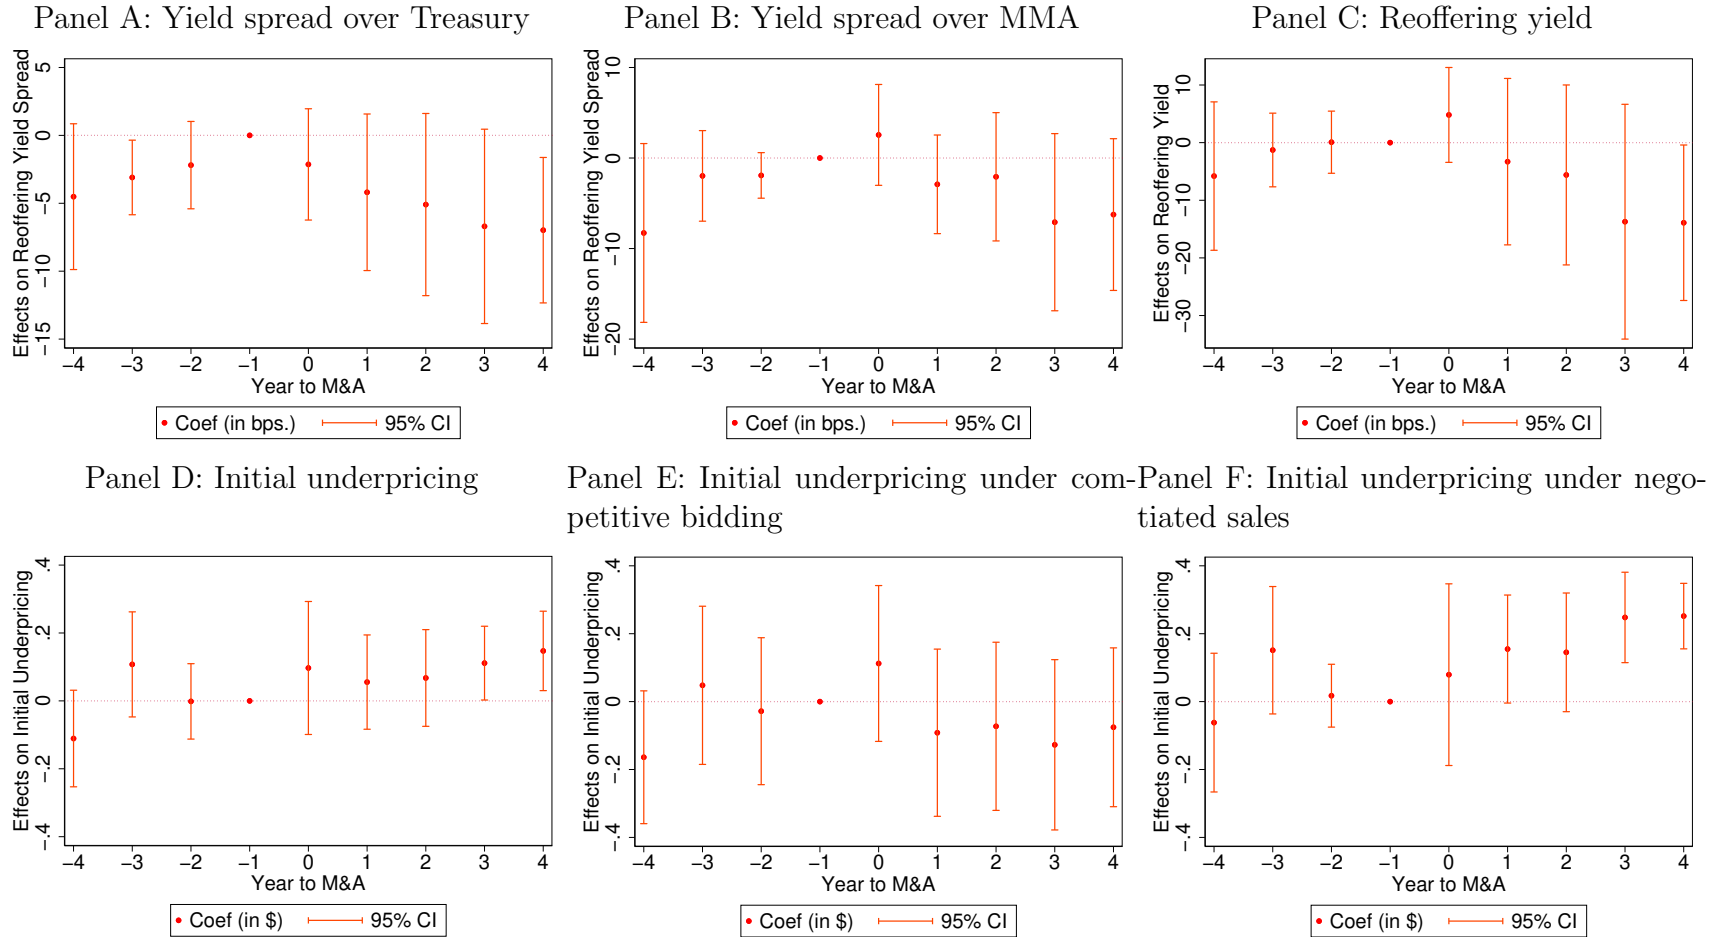 Panel A: Yield spread over Treasury
Effects on Reoffering Yield Spread
5
0
−5
−10
−15
−4 −3 −2 −1 0 1 2 3 4
Year to M&A
Coef (in bps.) 95% CI
Panel B: Yield spread over MMA
Effects on Reoffering Yield Spread
10
0
−10
−20
−4 −3 −2 −1 0 1 2 3 4
Year to M&A
Coef (in bps.) 95% CI
Panel C: Reoffering yield
Effects on Reoffering Yield
10
0
−10
−20
−30
−4 −3 −2 −1 0 1 2 3 4
Year to M&A
Coef (in bps.) 95% CI
Panel D: Initial underpricing
Effects on Initial Underpricing
.4
.2
0
−.2
−.4
−4 −3 −2 −1 0 1 2 3 4
Year to M&A
Coef (in $) 95% CI
Panel E: Initial underpricing under com-
petitive bidding
Effects on Initial Underpricing
.4
.2
0
−.2
−.4
−4 −3 −2 −1 0 1 2 3 4
Year to M&A
Coef (in $) 95% CI
Panel F: Initial underpricing under nego-
tiated sales
Effects on Initial Underpricing
.4
.2
0
−.2
−.4
−4 −3 −2 −1 0 1 2 3 4
Year to M&A
Coef (in $) 95% CI